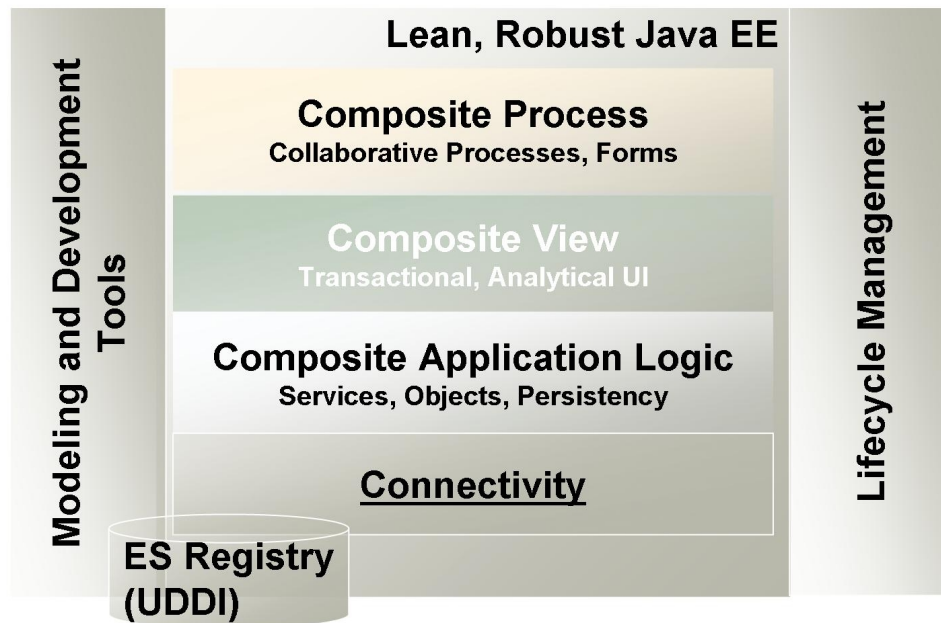 Lean, Robust Java EE
Modeling and Development
Tools
Composite Process
Collaborative Processes, Forms
Composite View
Transactional, Analytical UI
Composite Application Logic
Services, Objects, Persistency
Connectivity
ES Registry
(UDDI)
Lifecycle Management